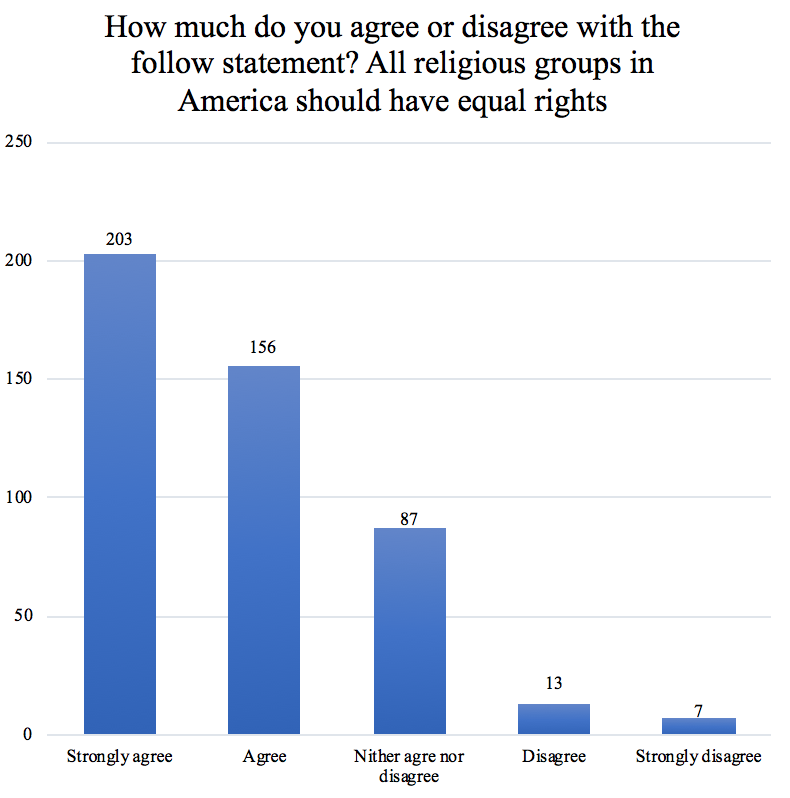 How much do you agree or disagree with the
follow statement? All religious groups in
America should have equal rights
250
200
150
100
50
0
203
156
87
13
7
Strongly agree
Agree
Nither agre nor
disagree
Disagree
Strongly disagree